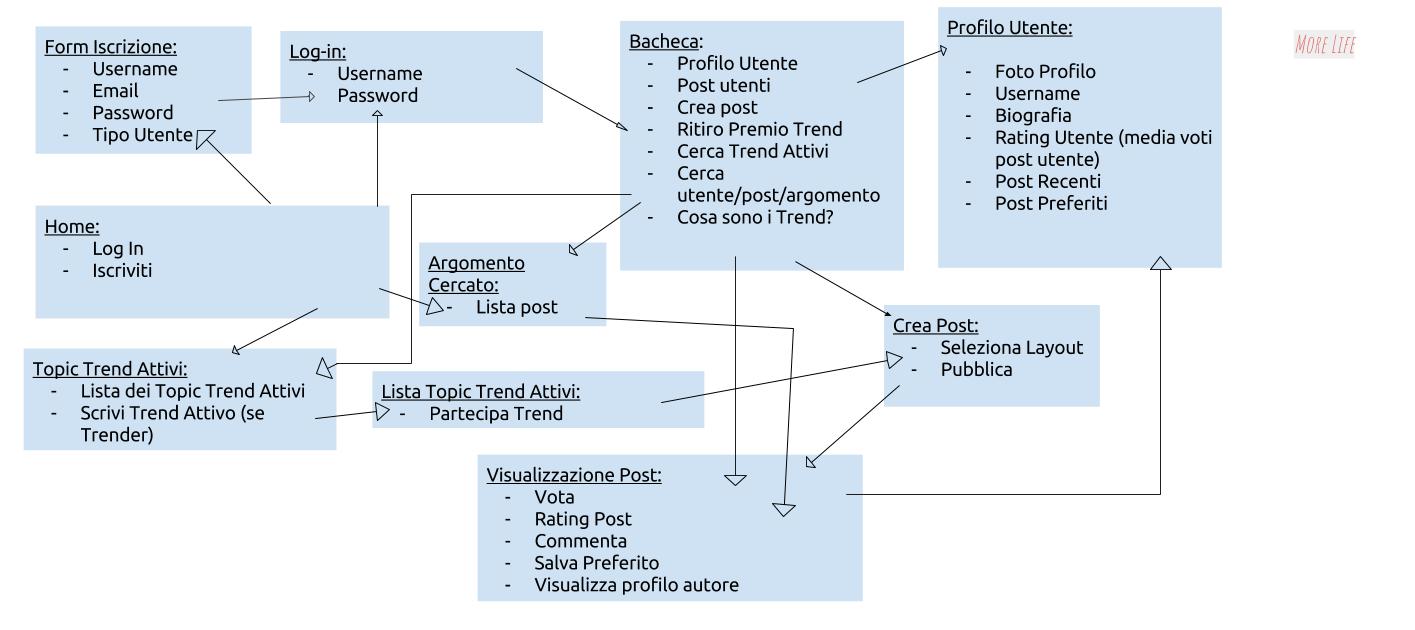 Form Iscrizione:
- Username
- Email
- Password
- Tipo Utente
Log-in:
- Username
Password
Bacheca:
- Profilo Utente
- Post utenti
- Crea post
- Ritiro Premio Trend
- Cerca Trend Attivi
- Cerca
utente/post/argomento
- Cosa sono i Trend?
Profilo Utente:
- Foto Profilo
- Username
- Biografia
- Rating Utente (media voti
post utente)
- Post Recenti
- Post Preferiti
More Life
Home:
- Log In
- Iscriviti
Argomento
Cercato:
- Lista post
Crea Post:
- Seleziona Layout
- Pubblica
Topic Trend Attivi:
- Lista dei Topic Trend Attivi
- Scrivi Trend Attivo (se
Trender)
Lista Topic Trend Attivi:
- Partecipa Trend
Visualizzazione Post:
- Vota
- Rating Post
- Commenta
- Salva Preferito
- Visualizza profilo autore